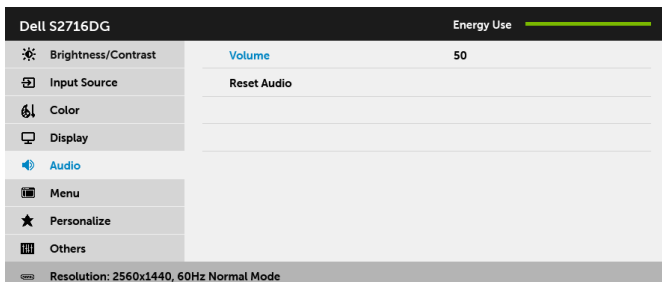 Dell S2716DG Energy Use
Brightness/Contrast Volume 50
Input Source Reset Audio
Color
Display
Audio
Menu
Personalize
Others
Resolution: 2560x1440, 60Hz Normal Mode